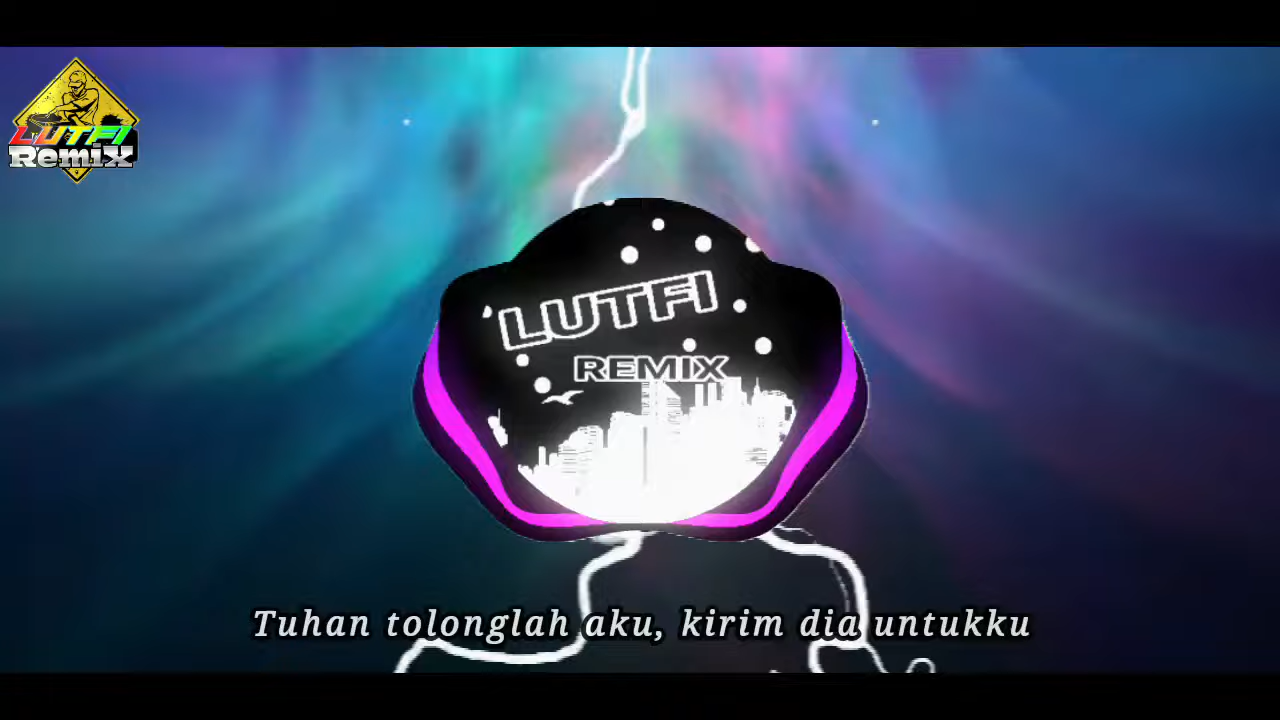 LUTFI
RemiX
LUTFI
REMIX
Tuhan tolonglah aku, kirim dia untukku